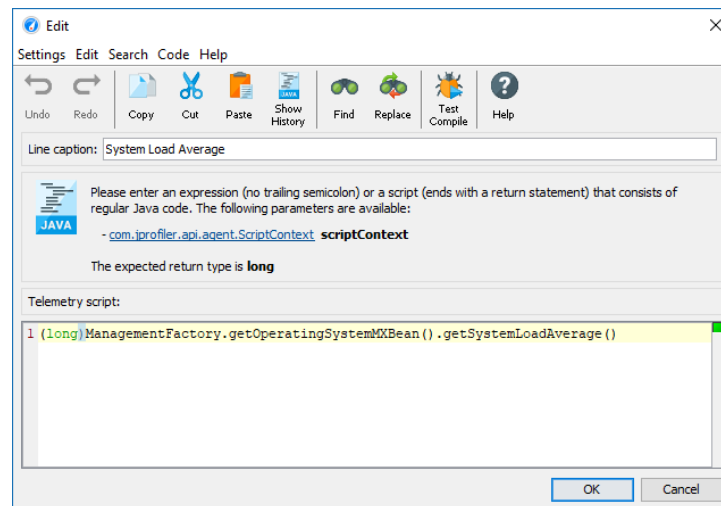 Edit
Settings Edit Search Code Help
Undo Redo Copy Cut Paste Show History Find Replace Test Compile Help
Line caption: System Load Average
Please enter an expression (no trailing semicolon) or a script (ends with a return statement) that consists of
regular Java code. The following parameters are available:
JAVA
- com.jprofiler.api.agent.ScriptContext scriptContext
The expected return type is long
Telemetry script:
1 (long)ManagementFactory.getOperatingSystemMXBean().getSystemLoadAverage()
OK Cancel